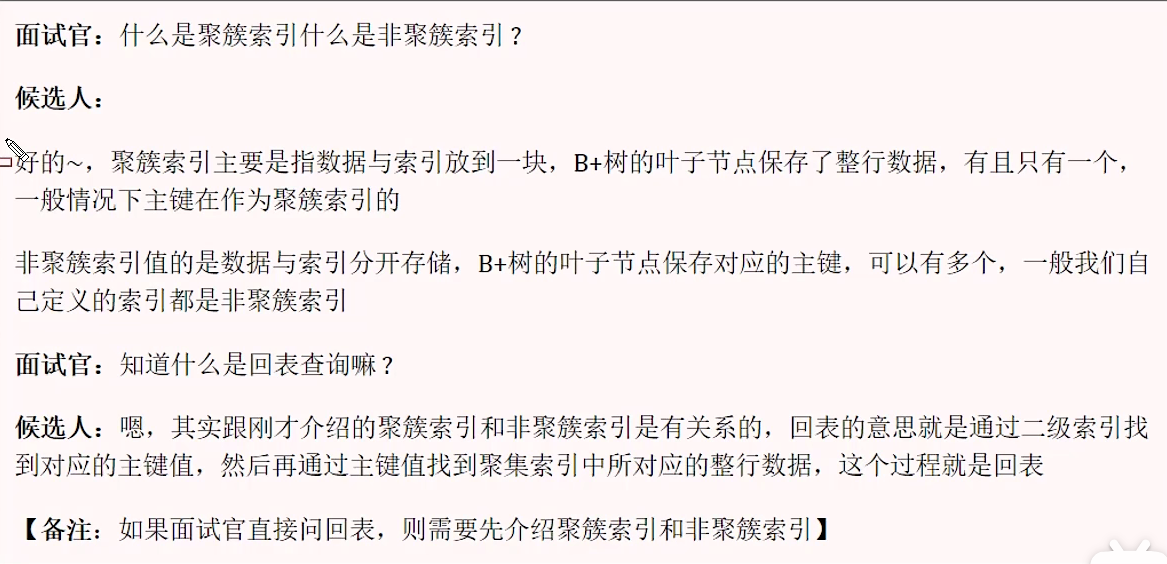 面试官：什么是聚簇索引什么是非聚簇索引？
候选人：
好的~，聚簇索引主要是指数据与索引放到一块，B+树的叶子节点保存了整行数据，有且只有一个，
一般情况下主键在作为聚簇索引的
非聚簇索引值的是数据与索引分开存储，B+树的叶子节点保存对应的主键，可以有多个，一般我们自
己定义的索引都是非聚簇索引
面试官：知道什么是回表查询嘛？
候选人：嗯，其实跟刚才介绍的聚簇索引和非聚簇索引是有关系的，回表的意思就是通过二级索引找
到对应的主键值，然后再通过主键值找到聚集索引中所对应的整行数据，这个过程就是回表
【备注：如果面试官直接问回表，则需要先介绍聚簇索引和非聚簇索引】